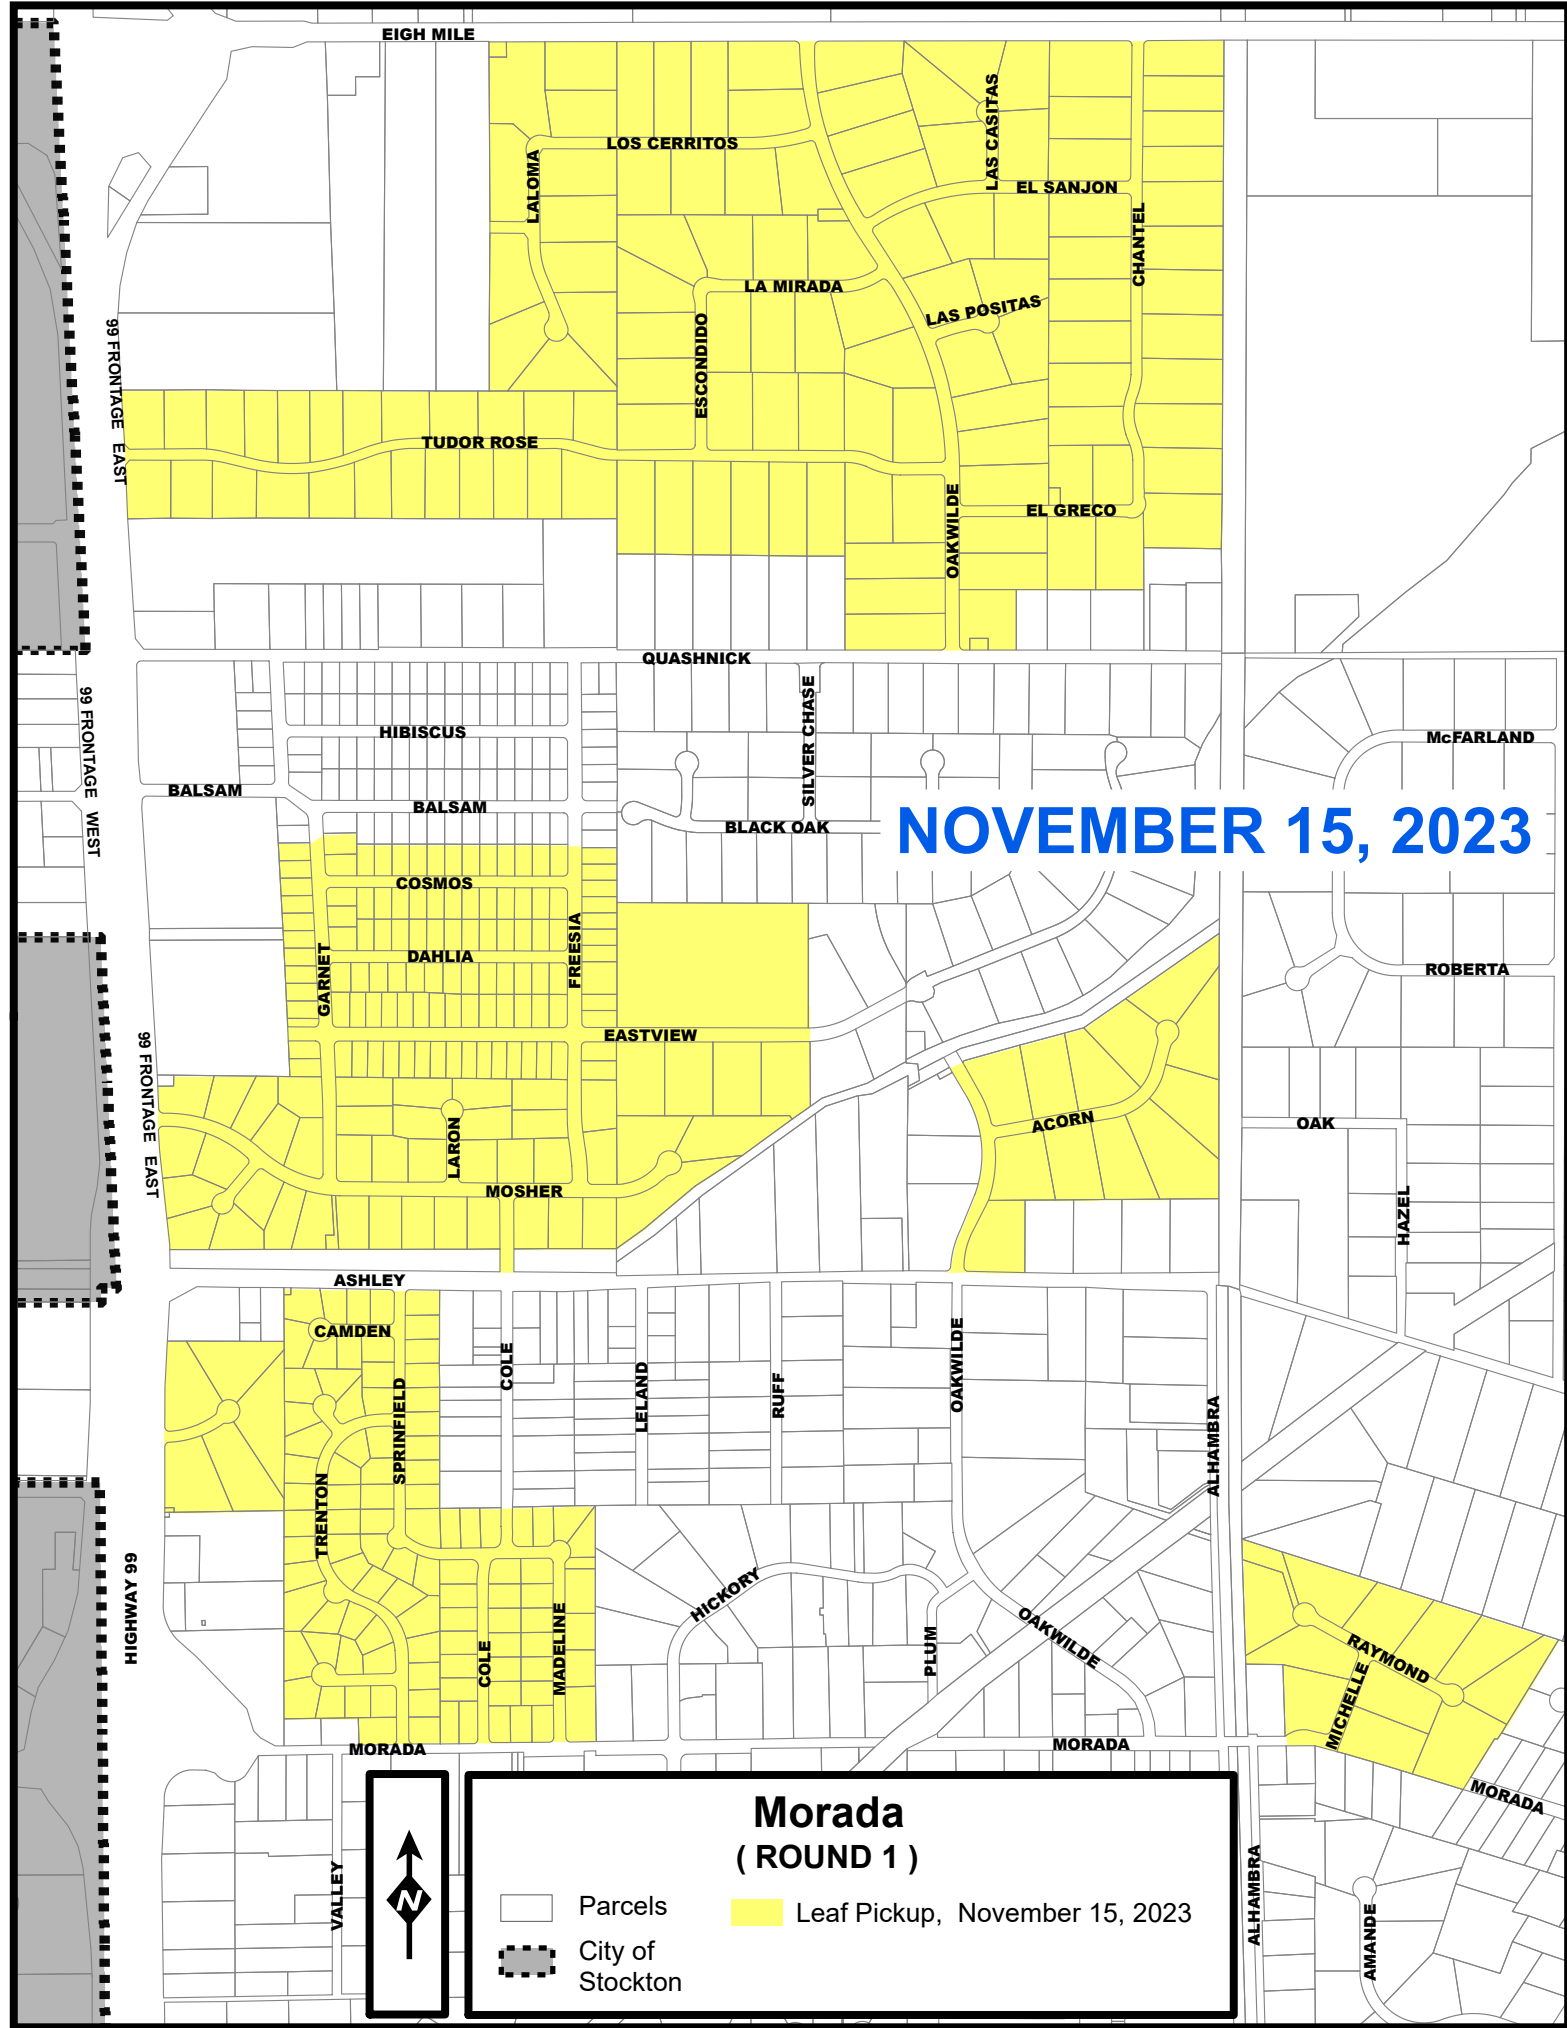 EIGH MILE
LAS CASITAS
LOS CERRITOS
LALOMA
EL SANJON
CHANTEL
LA MIRADA
LAS POSITAS
99 FRONTAGE EAST
ESCONDIDO
TUDOR ROSE
OAKWILDE
EL GRECO
QUASHNICK
99 FRONTAGE WEST
SILVER CHASE
HIBISCUS
McFARLAND
BALSAM
BALSAM
BLACK OAK
NOVEMBER 15, 2023
COSMOS
FREESIA
GARNET
DAHLIA
ROBERTA
EASTVIEW
99 FRONTAGE EAST
LARON
ACORN
OAK
MOSHER
HAZEL
ASHLEY
CAMDEN
COLE
LELAND
RUFF
OAKWILDE
SPRINFIELD
ALHAMBRA
TRENTON
HIGHWAY 99
HICKORY
MADELINE
COLE
PLUM
OAKWILDE
RAYMOND
MICHELLE
MORADA
MORADA
MORADA
VALLEY
N
Morada
( ROUND 1 )
Parcels
Leaf Pickup, November 15, 2023
City of
Stockton
ALHAMBRA
AMANDE